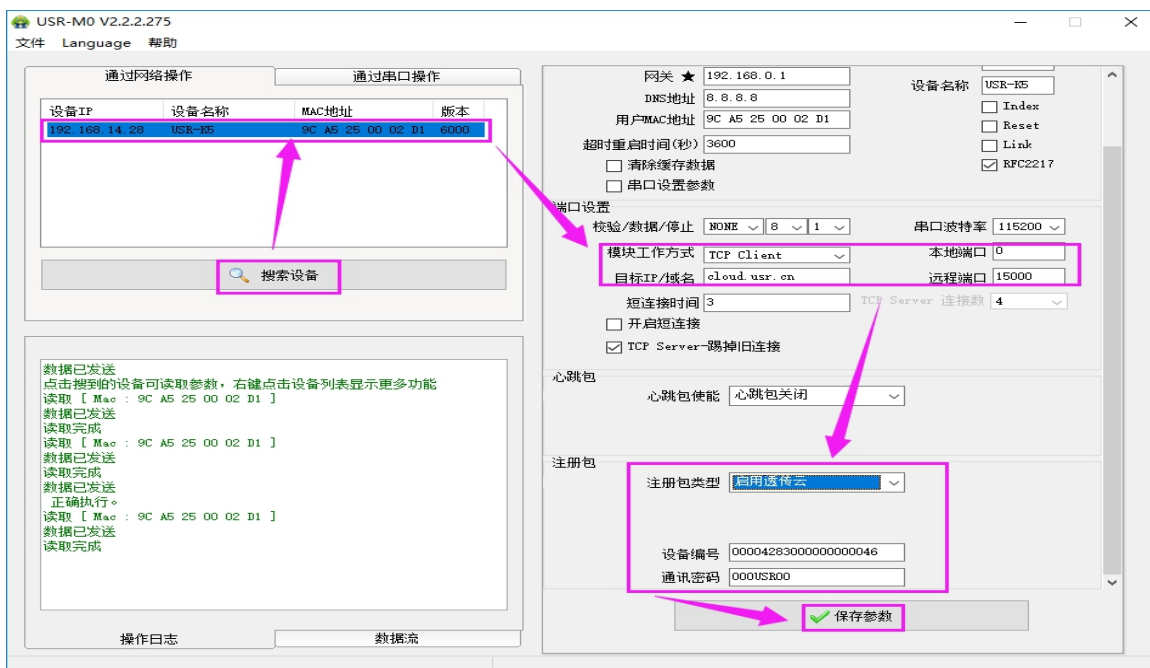 USR-M0 V2.2.2.275
文件 Language 帮助
通过网络操作 通过串口操作
设备IP 设备名称 MAC地址 版本
192.168.14.28 USR-K5 9C A5 25 00 02 D1 6000
搜索设备
数据已发送
点击搜到的设备可读取参数，右键点击设备列表显示更多功能
读取 [ Mac : 9C A5 25 00 02 D1 ]
数据已发送
读取完成
读取 [ Mac : 9C A5 25 00 02 D1 ]
数据已发送
读取完成
数据已发送
正确执行。
读取 [ Mac : 9C A5 25 00 02 D1 ]
数据已发送
读取完成
操作日志 数据流
网关 ★ 192.168.0.1
DNS地址 8.8.8.8
用户MAC地址 9C A5 25 00 02 D1
超时重启时间(秒) 3600
清除缓存数据
串口设置参数
设备名称 USR-K5
Index
Reset
Link
RFC2217
端口设置
校验/数据/停止 NONE 8 1 串口波特率 115200
模块工作方式 TCP Client 本地端口 0
目标IP/域名 cloud.usr.cn 远程端口 15000
短连接时间 3 TCP Server 连接数 4
开启短连接
TCP Server-踢掉旧连接
心跳包
心跳包使能 心跳包关闭
注册包
注册包类型 启用透传云
设备编号 00004283000000000046
通讯密码 000USR00
保存参数